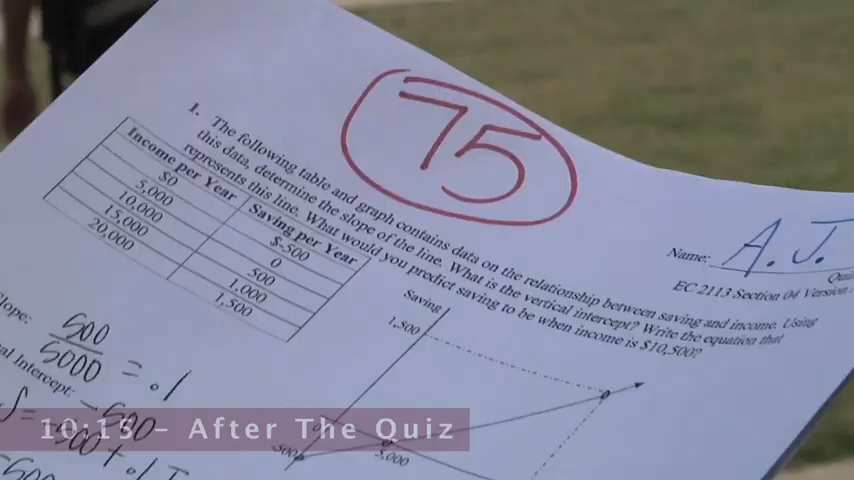 75
Name: A.J.
EC 2113 Section 04 Version
1. The following table and graph contains data on the relationship between saving and income. Using
this data, determine the slope of the line. What is the vertical intercept? Write the equation that
represents this line. What would you predict saving to be when income is $10,500?
Income per Year Saving per Year
$0 $-500
5,000 0
10,000 500
15,000 1,000
20,000 1,500
Saving
1,500
-500
5,000
500
5000 = .1
-500
10:15 – After The Quiz